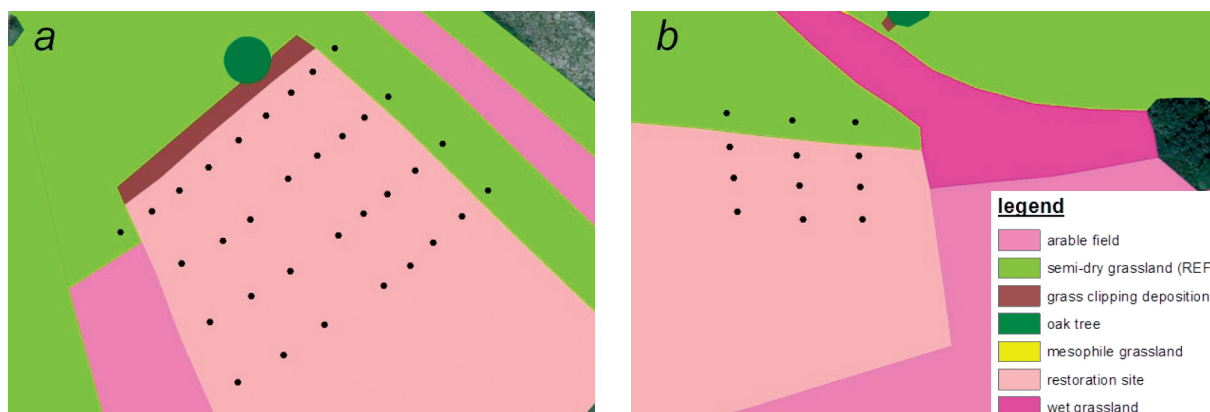 a
b
legend
arable field
semi-dry grassland (REF
grass clipping deposition
oak tree
mesophile grassland
restoration site
wet grassland